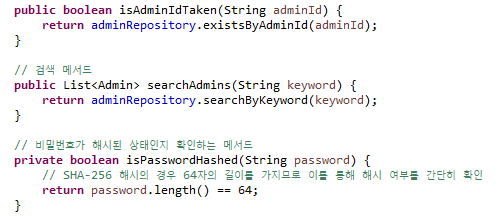 public boolean isAdminIdTaken(String adminId) {
return adminRepository.existsByAdminId(adminId);
}
// 검색 메서드
public List<Admin> searchAdmins(String keyword) {
return adminRepository.searchByKeyword(keyword);
}
// 비밀번호가 해시된 상태인지 확인하는 메서드
private boolean isPasswordHashed(String password) {
// SHA-256 해시의 경우 64자의 길이를 가지므로 이를 통해 해시 여부를 간단히 확인
return password.length() == 64;
}